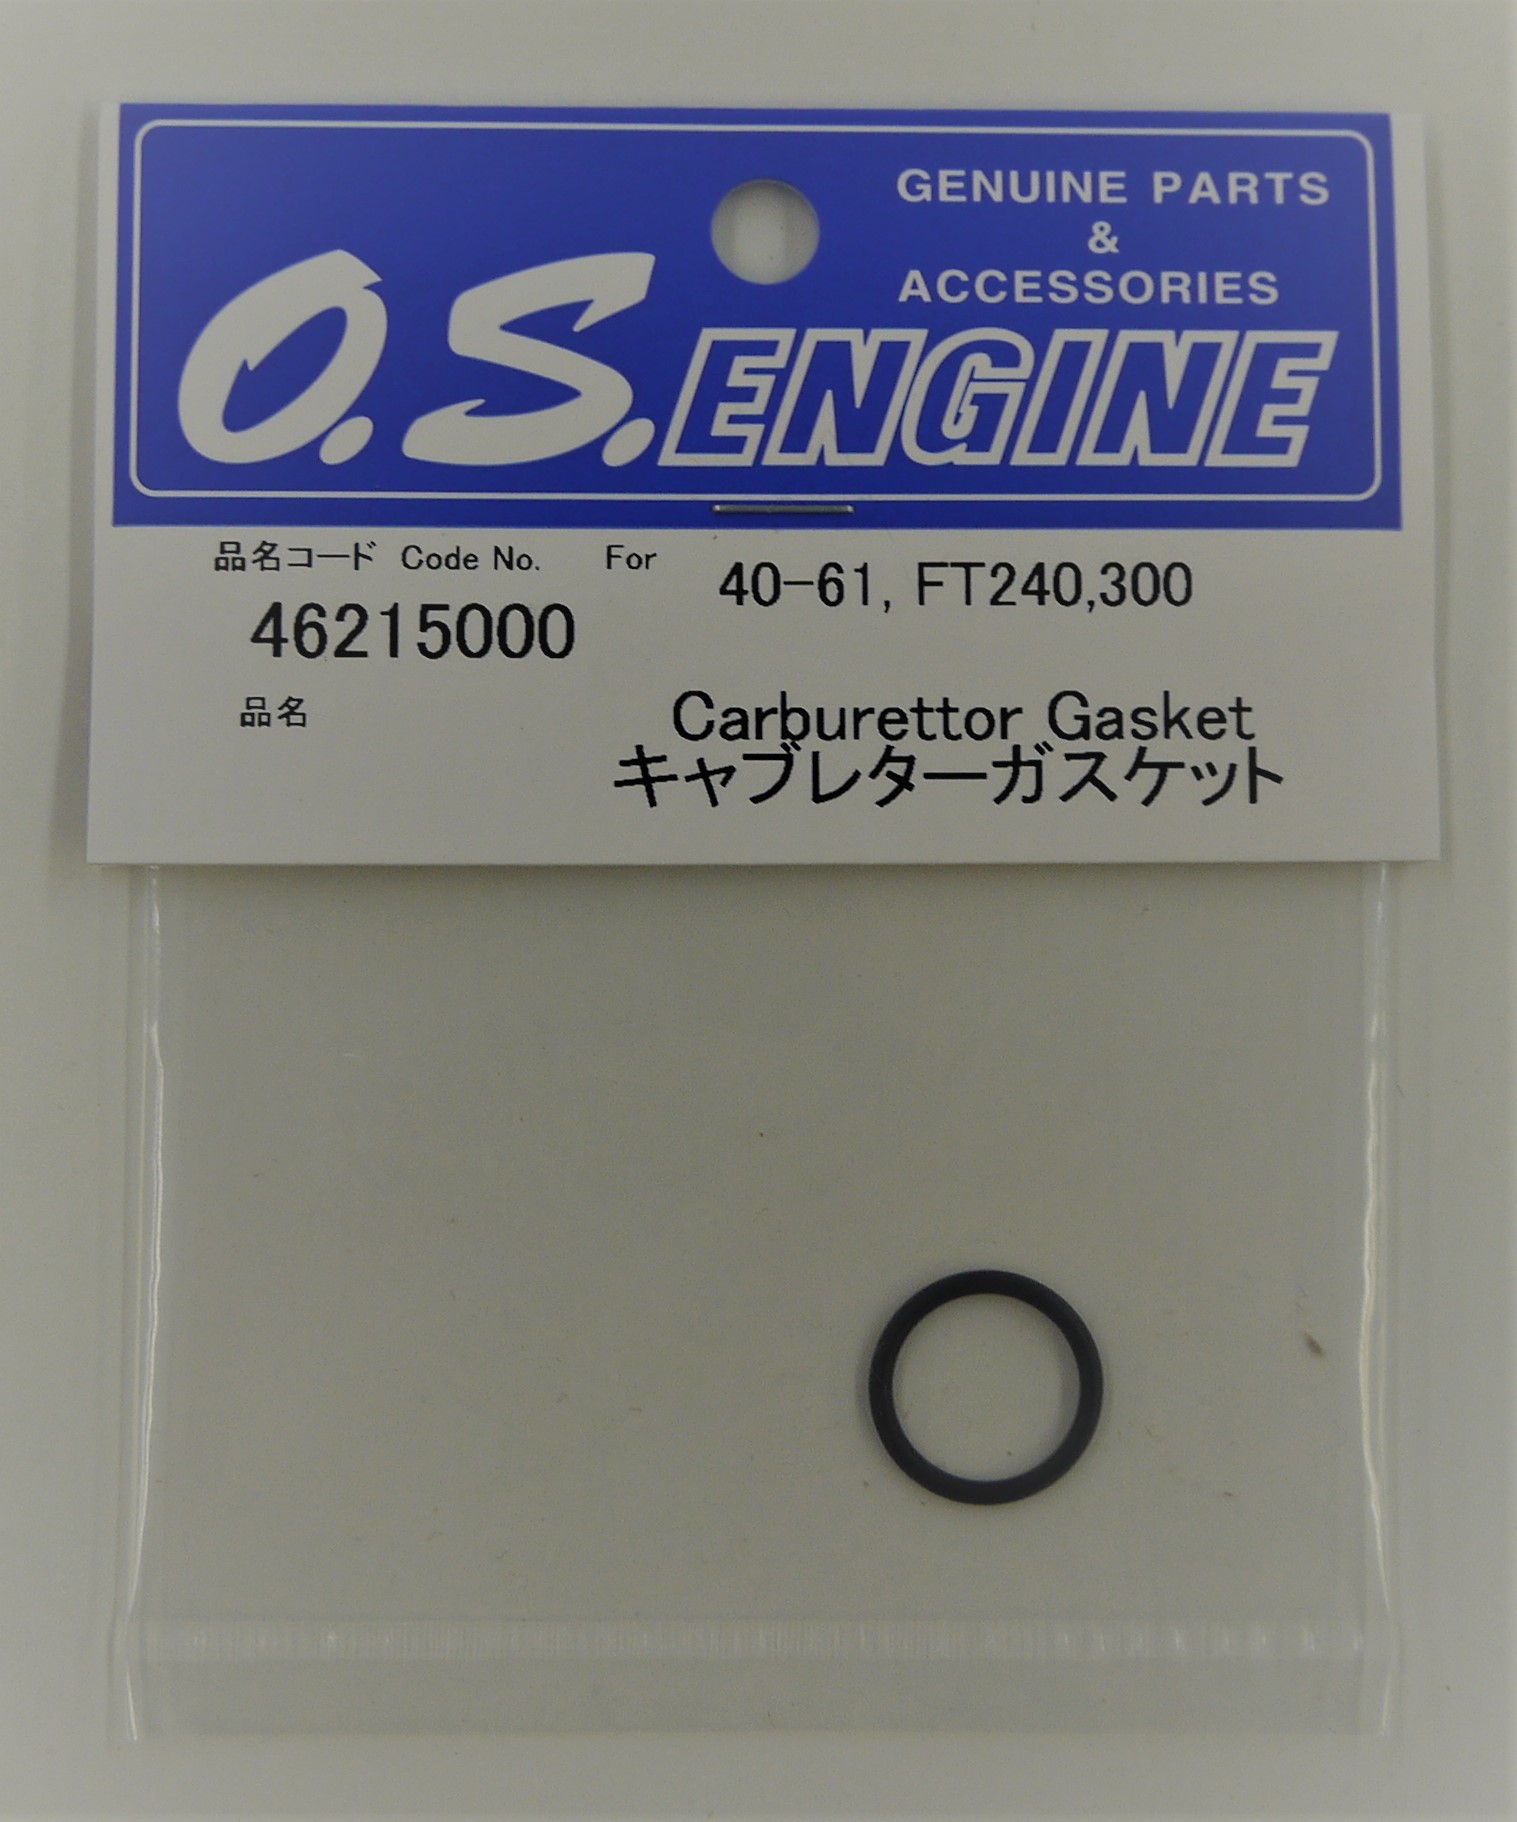 GENUINE PARTS
&
ACCESSORIES
O.S.ENGINE
品名コード Code No. For 40-61, FT240,300
46215000
品名 Carburettor Gasket
キャブレターガスケット